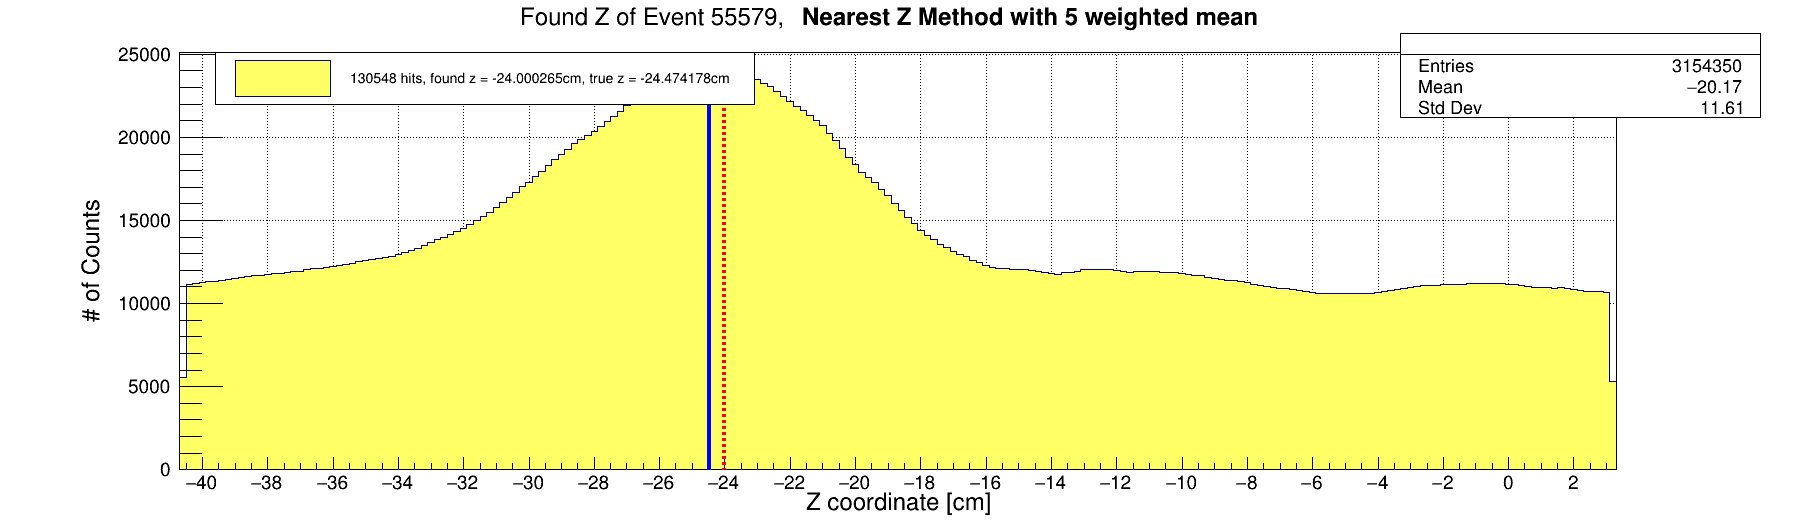 Found Z of Event 55579, Nearest Z Method with 5 weighted mean
130548 hits, found z = -24.000265cm, true z = -24.474178cm
Entries 3154350
Mean −20.17
Std Dev 11.61
25000
20000
15000
10000
5000
0
# of Counts
−40 −38 −36 −34 −32 −30 −28 −26 −24 −22 −20 −18 −16 −14 −12 −10 −8 −6 −4 −2 0 2
Z coordinate [cm]